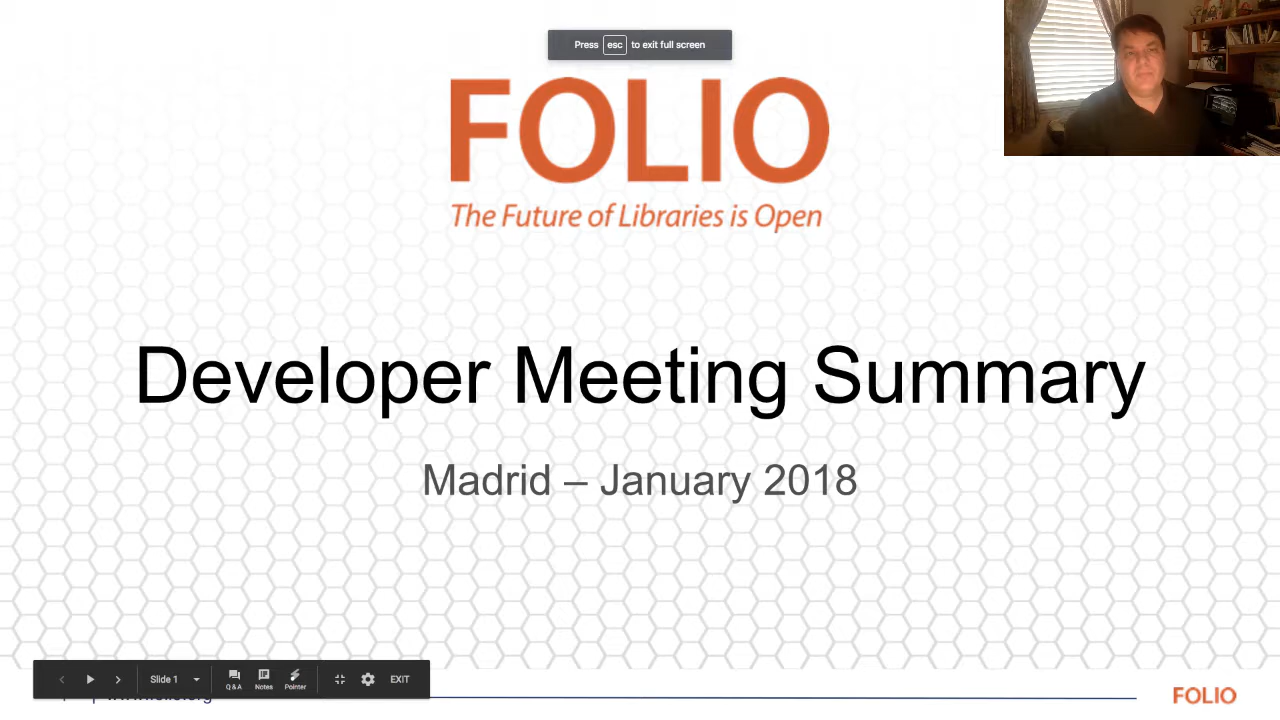 Press esc to exit full screen
FOLIO
The Future of Libraries is Open
Developer Meeting Summary
Madrid – January 2018
Slide 1
Q & A
Notes
Pointer
EXIT
FOLIO